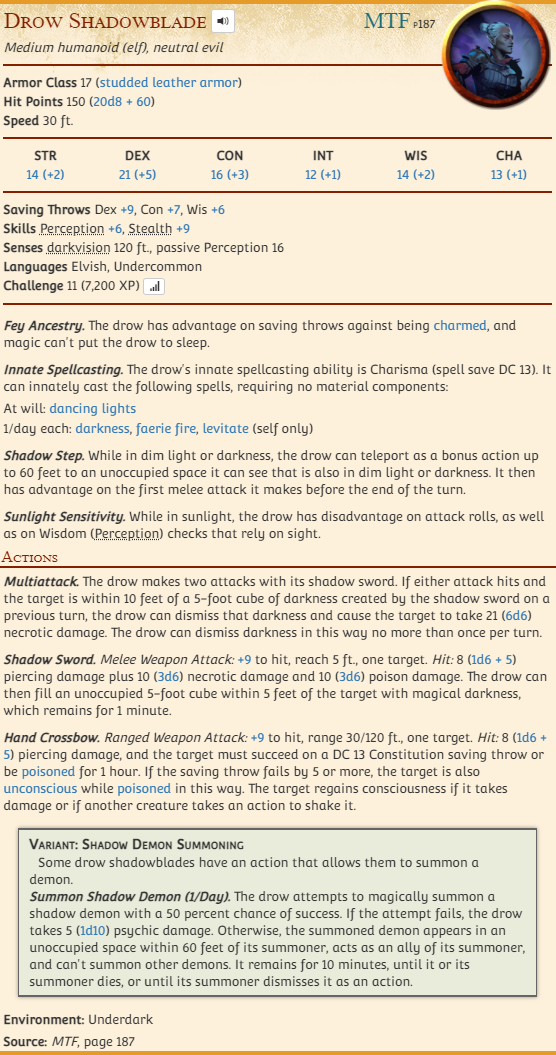 Drow Shadowblade MTF p187
Medium humanoid (elf), neutral evil
Armor Class 17 (studded leather armor)
Hit Points 150 (20d8 + 60)
Speed 30 ft.
STR DEX CON INT WIS CHA
14 (+2) 21 (+5) 16 (+3) 12 (+1) 14 (+2) 13 (+1)
Saving Throws Dex +9, Con +7, Wis +6
Skills Perception +6, Stealth +9
Senses darkvision 120 ft., passive Perception 16
Languages Elvish, Undercommon
Challenge 11 (7,200 XP)
Fey Ancestry. The drow has advantage on saving throws against being charmed, and
magic can't put the drow to sleep.
Innate Spellcasting. The drow's innate spellcasting ability is Charisma (spell save DC 13). It
can innately cast the following spells, requiring no material components:
At will: dancing lights
1/day each: darkness, faerie fire, levitate (self only)
Shadow Step. While in dim light or darkness, the drow can teleport as a bonus action up
to 60 feet to an unoccupied space it can see that is also in dim light or darkness. It then
has advantage on the first melee attack it makes before the end of the turn.
Sunlight Sensitivity. While in sunlight, the drow has disadvantage on attack rolls, as well
as on Wisdom (Perception) checks that rely on sight.
Actions
Multiattack. The drow makes two attacks with its shadow sword. If either attack hits and
the target is within 10 feet of a 5-foot cube of darkness created by the shadow sword on a
previous turn, the drow can dismiss that darkness and cause the target to take 21 (6d6)
necrotic damage. The drow can dismiss darkness in this way no more than once per turn.
Shadow Sword. Melee Weapon Attack: +9 to hit, reach 5 ft., one target. Hit: 8 (1d6 + 5)
piercing damage plus 10 (3d6) necrotic damage and 10 (3d6) poison damage. The drow can
then fill an unoccupied 5-foot cube within 5 feet of the target with magical darkness,
which remains for 1 minute.
Hand Crossbow. Ranged Weapon Attack: +9 to hit, range 30/120 ft., one target. Hit: 8 (1d6 +
5) piercing damage, and the target must succeed on a DC 13 Constitution saving throw or
be poisoned for 1 hour. If the saving throw fails by 5 or more, the target is also
unconscious while poisoned in this way. The target regains consciousness if it takes
damage or if another creature takes an action to shake it.
Variant: Shadow Demon Summoning
Some drow shadowblades have an action that allows them to summon a
demon.
Summon Shadow Demon (1/Day). The drow attempts to magically summon a
shadow demon with a 50 percent chance of success. If the attempt fails, the drow
takes 5 (1d10) psychic damage. Otherwise, the summoned demon appears in an
unoccupied space within 60 feet of its summoner, acts as an ally of its summoner,
and can't summon other demons. It remains for 10 minutes, until it or its
summoner dies, or until its summoner dismisses it as an action.
Environment: Underdark
Source: MTF, page 187